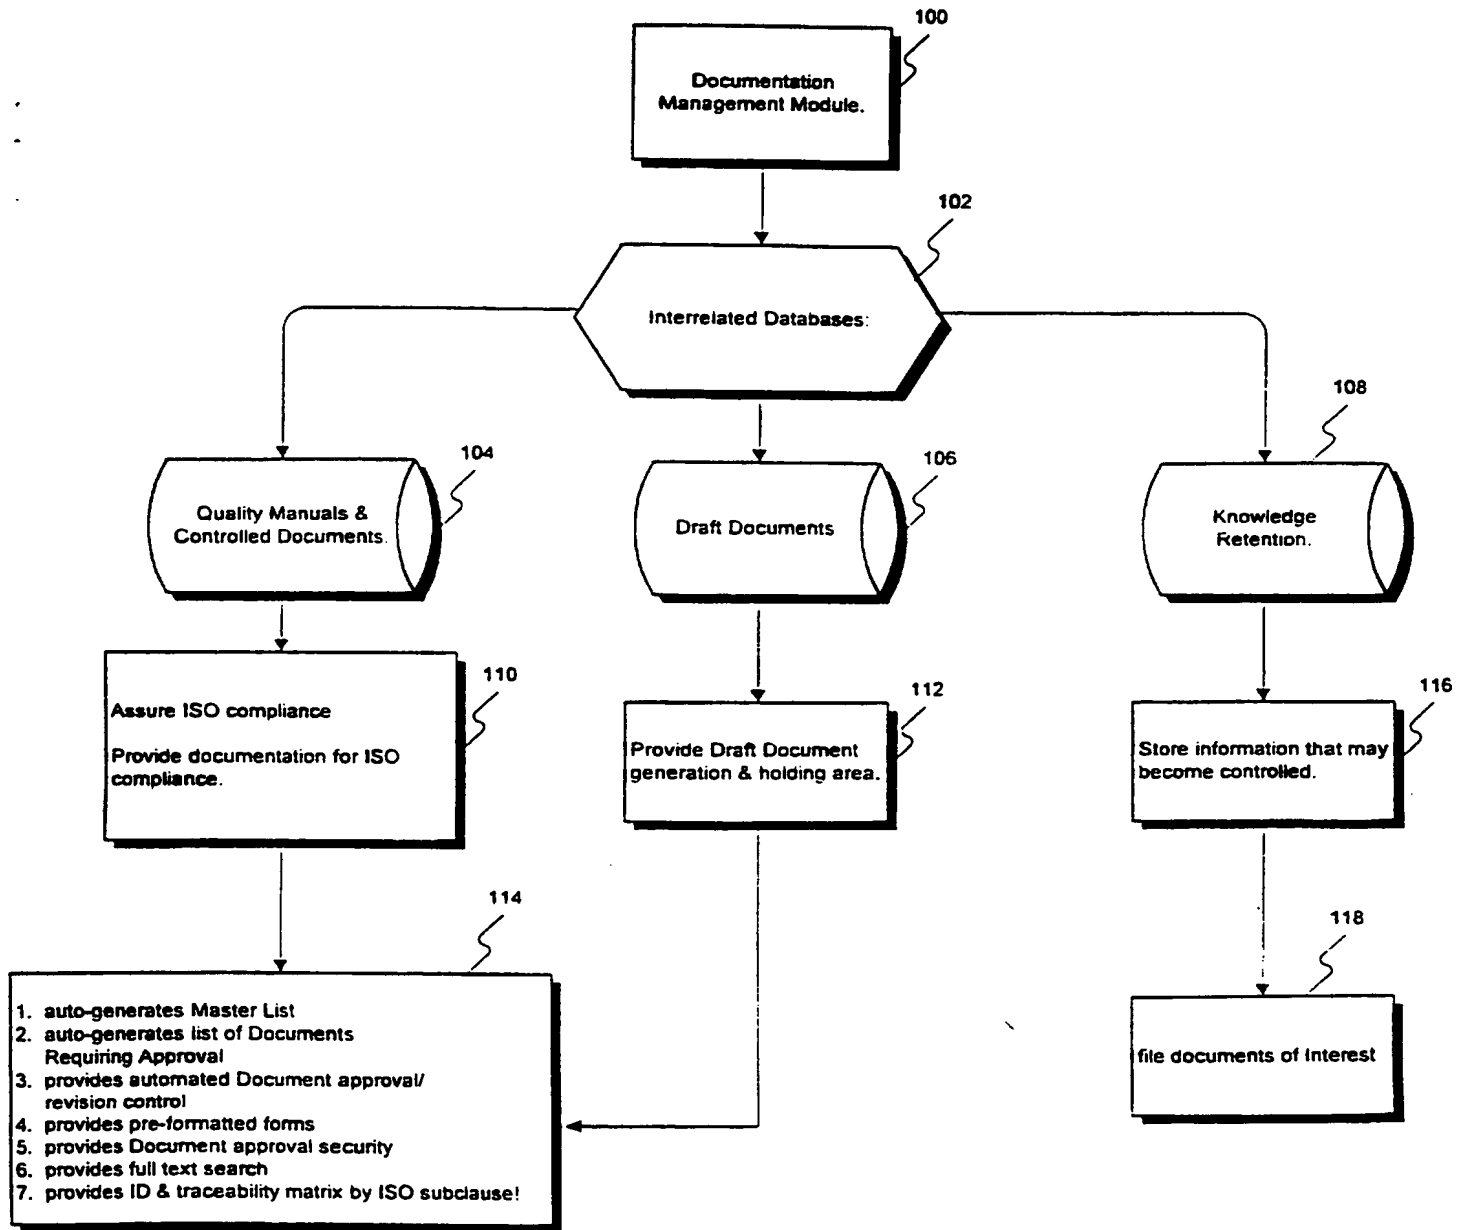 100
Documentation
Management Module.
102
Interrelated Databases:
108
104
106
Quality Manuals &
Controlled Documents.
Draft Documents
Knowledge
Retention.
110
112
116
Assure ISO compliance
Provide documentation for ISO
compliance.
Provide Draft Document
generation & holding area.
Store information that may
become controlled.
114
118
1. auto-generates Master List
2. auto-generates list of Documents
Requiring Approval
3. provides automated Document approval/
revision control
4. provides pre-formatted forms
5. provides Document approval security
6. provides full text search
7. provides ID & traceability matrix by ISO subclause!
file documents of Interest